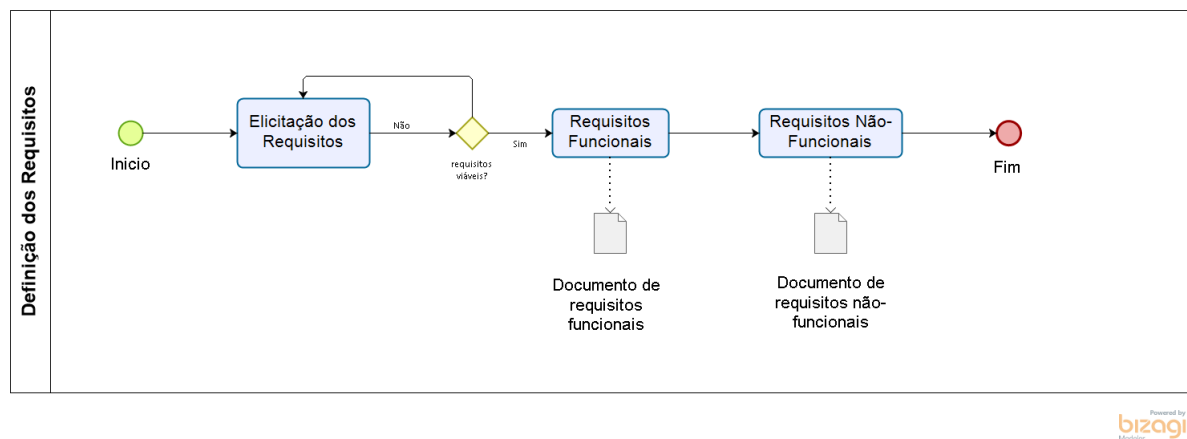 Definição dos Requisitos
Inicio
Elicitação dos
Requisitos
Não
requisitos
viáveis?
Sim
Requisitos
Funcionais
Requisitos Não-
Funcionais
Fim
Documento de
requisitos
funcionais
Documento de
requisitos não-
funcionais
Powered by
bizagi
Modeler